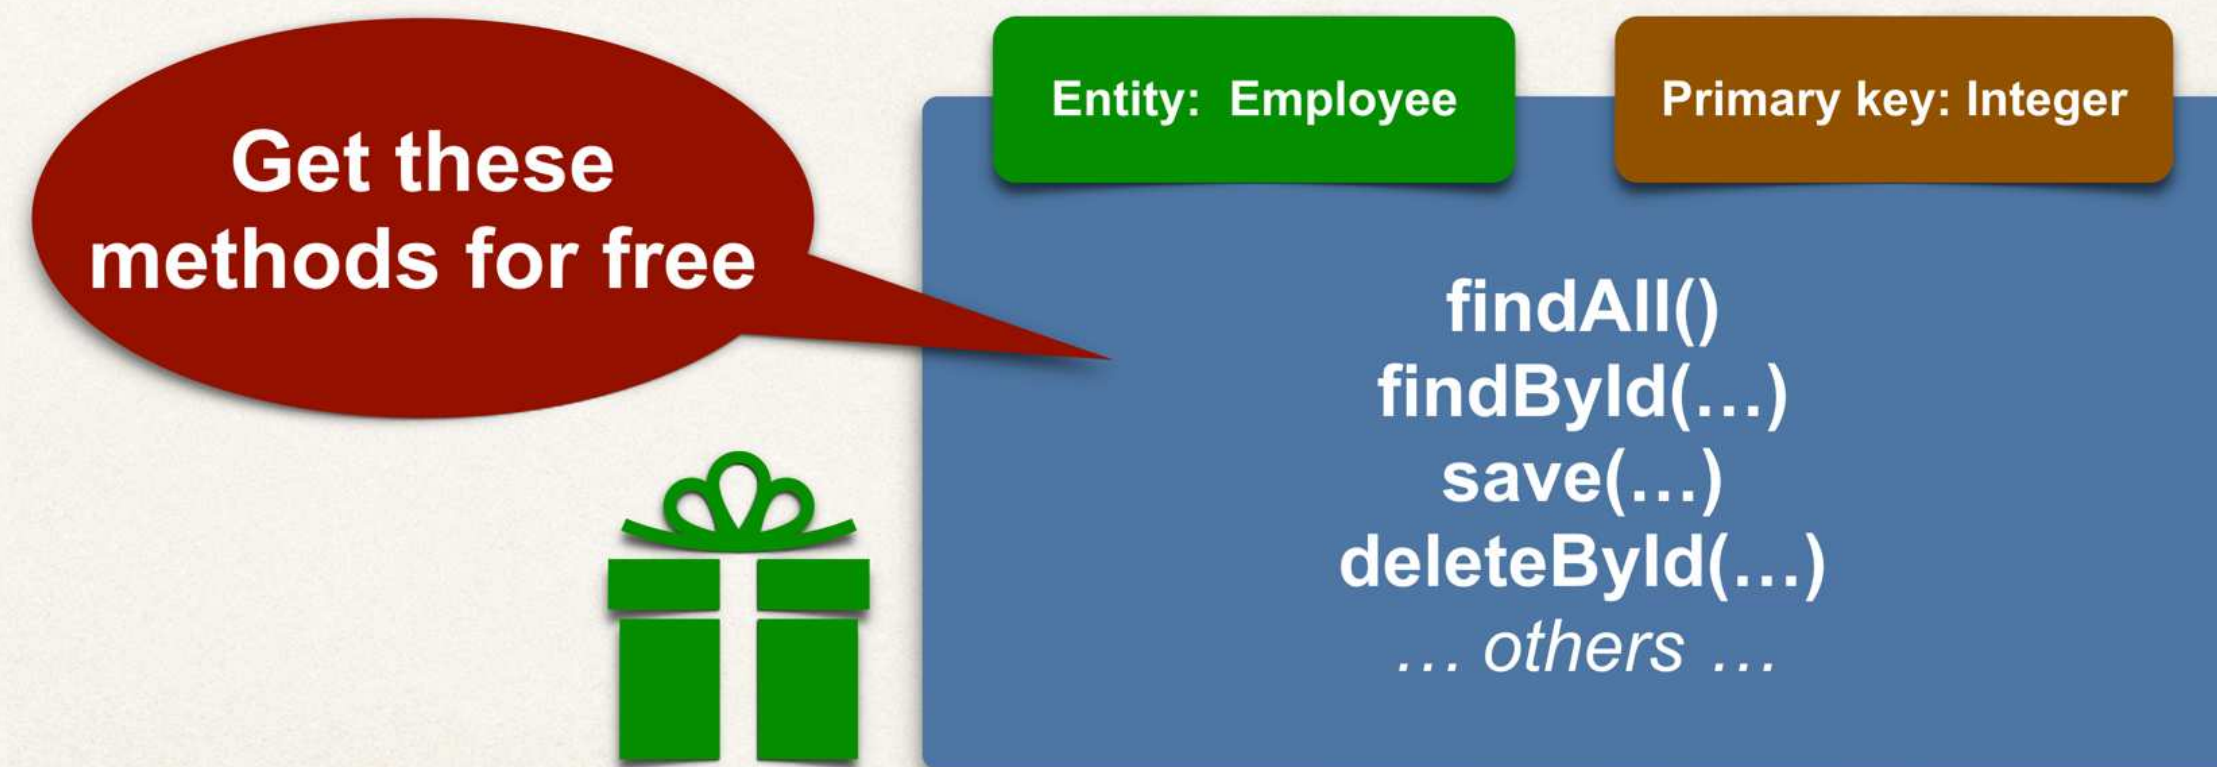 Get these
methods for free
Entity: Employee
Primary key: Integer
findAll()
findById(…)
save(…)
deleteById(…)
… others …